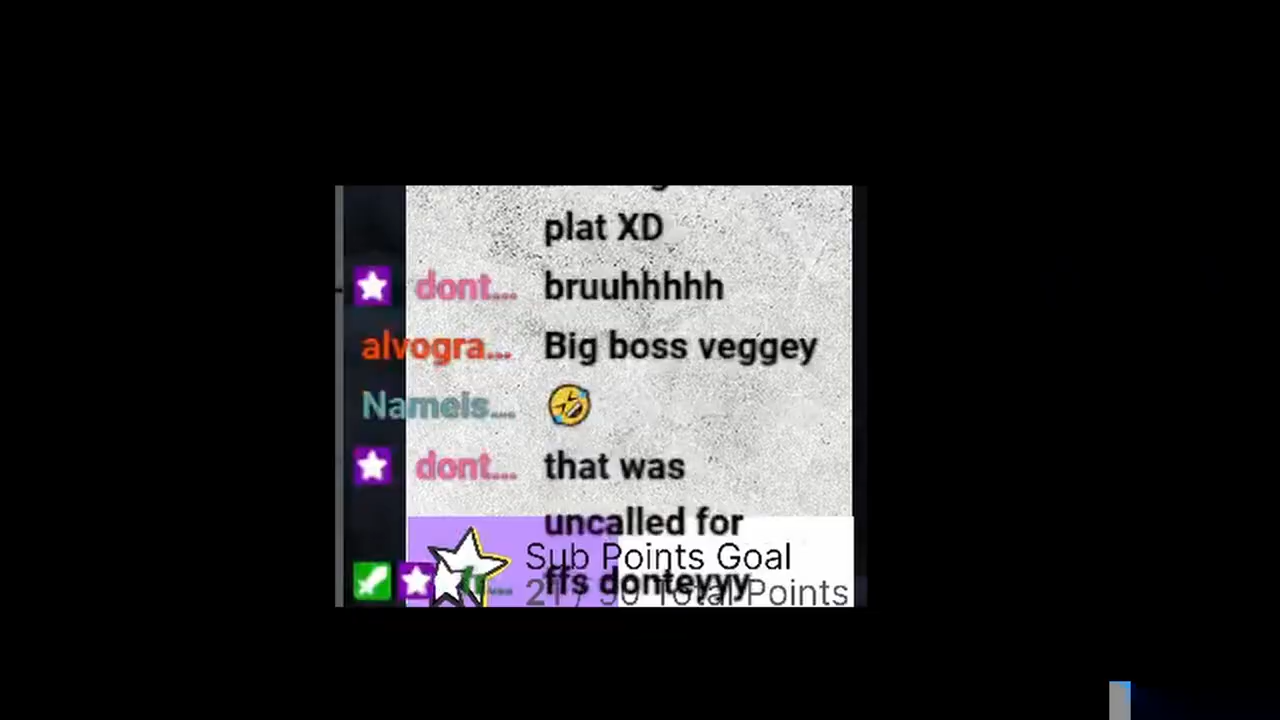 plat XD
dont... bruuhhhhh
alvogra... Big boss veggey
Nameis...
dont... that was
uncalled for
Sub Points Goal
ffs donteyyy
Total Points